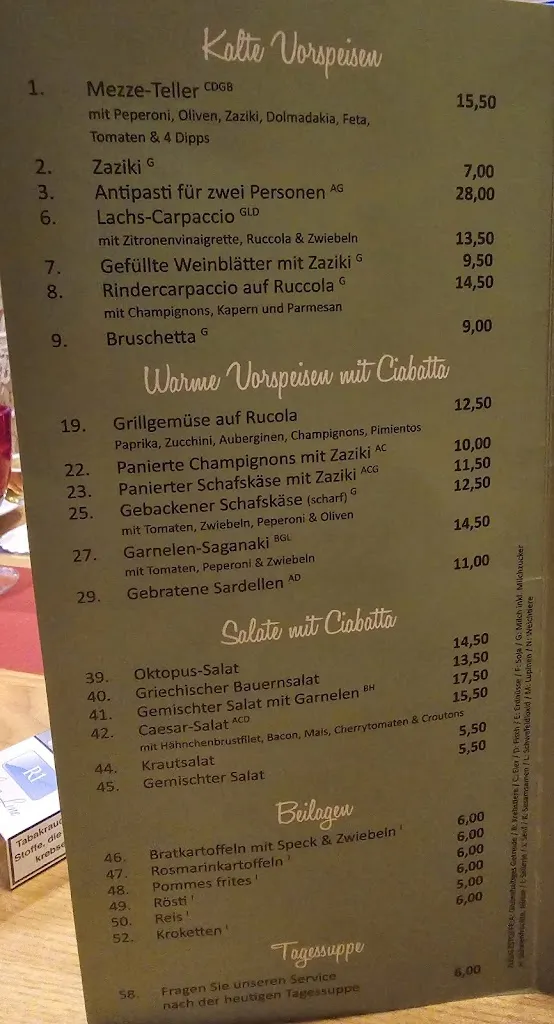 Kalte Vorspeisen
1. Mezze-Teller CDGB 15,50
mit Peperoni, Oliven, Zaziki, Dolmadakia, Feta,
Tomaten & 4 Dipps
2. Zaziki G 7,00
3. Antipasti für zwei Personen AG 28,00
6. Lachs-Carpaccio GLD
mit Zitronenvinaigrette, Ruccola & Zwiebeln 13,50
7. Gefüllte Weinblätter mit Zaziki G 9,50
8. Rindercarpaccio auf Ruccola G 14,50
mit Champignons, Kapern und Parmesan
9. Bruschetta G 9,00
Warme Vorspeisen mit Ciabatta
19. Grillgemüse auf Rucola 12,50
Paprika, Zucchini, Auberginen, Champignons, Pimientos
22. Panierte Champignons mit Zaziki AC 10,00
23. Panierter Schafskäse mit Zaziki ACG 11,50
25. Gebackener Schafskäse (scharf) G 12,50
mit Tomaten, Zwiebeln, Peperoni & Oliven
27. Garnelen-Saganaki BGL 14,50
mit Tomaten, Peperoni & Zwiebeln
29. Gebratene Sardellen AD 11,00
Salate mit Ciabatta
39. Oktopus-Salat 14,50
40. Griechischer Bauernsalat 13,50
41. Gemischter Salat mit Garnelen BH 17,50
42. Caesar-Salat ACD 15,50
mit Hähnchenbrustfilet, Bacon, Mais, Cherrytomaten & Croutons
44. Krautsalat 5,50
45. Gemischter Salat 5,50
Beilagen
46. Bratkartoffeln mit Speck & Zwiebeln I 6,00
47. Rosmarinkartoffeln I 6,00
48. Pommes frites I 6,00
49. Rösti I 6,00
50. Reis I 5,00
52. Kroketten I 6,00
Tagessuppe
58. Fragen Sie unseren Service
nach der heutigen Tagessuppe 6,00
Tabakrauc
Stoffe, die
krebse
R1